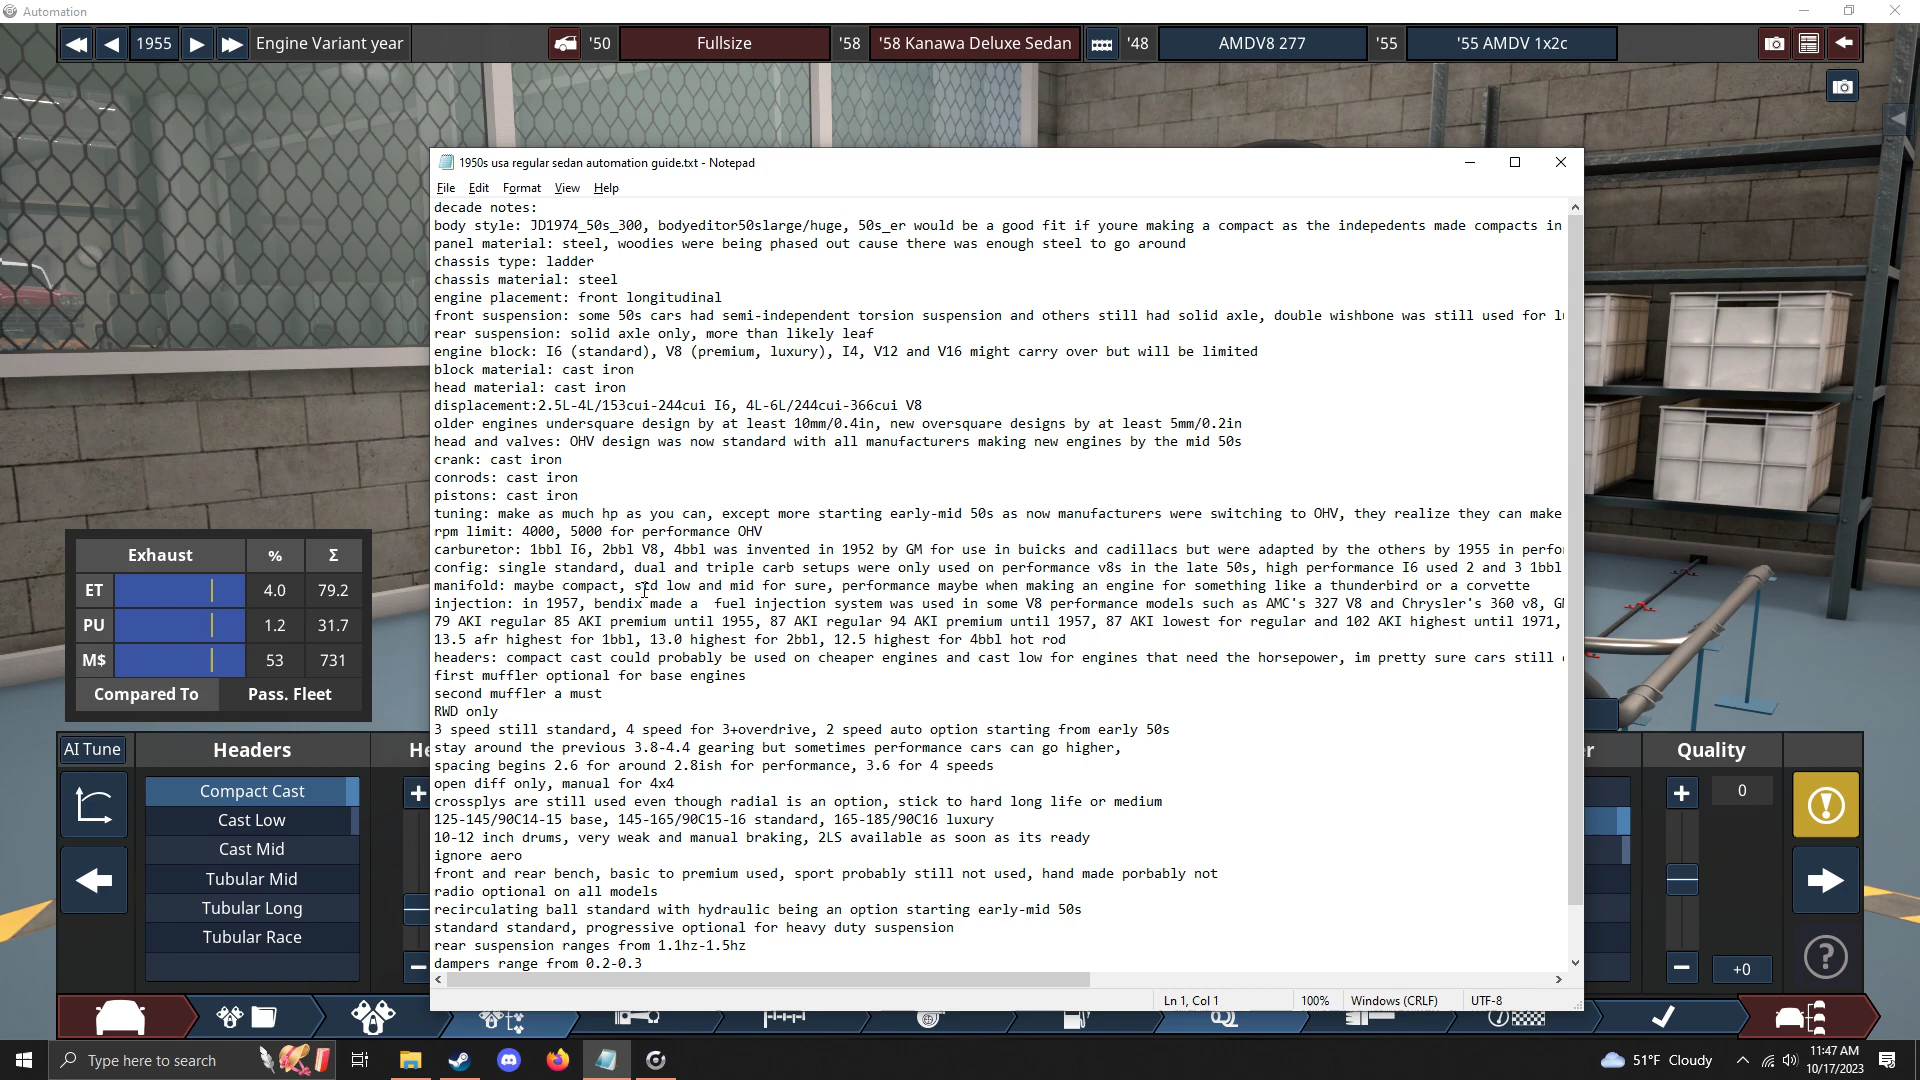 Automation
1955
Engine Variant year
'50
Fullsize
'58
'58 Kanawa Deluxe Sedan
'48
AMDV8 277
'55
'55 AMDV 1x2c
1950s usa regular sedan automation guide.txt - Notepad
File Edit Format View Help
decade notes:
body style: JD1974_50s_300, bodyeditor50slarge/huge, 50s_er would be a good fit if youre making a compact as the indepedents made compacts in
panel material: steel, woodies were being phased out cause there was enough steel to go around
chassis type: ladder
chassis material: steel
engine placement: front longitudinal
front suspension: some 50s cars had semi-independent torsion suspension and others still had solid axle, double wishbone was still used for
rear suspension: solid axle only, more than likely leaf
engine block: I6 (standard), V8 (premium, luxury), I4, V12 and V16 might carry over but will be limited
block material: cast iron
head material: cast iron
displacement:2.5L-4L/153cui-244cui I6, 4L-6L/244cui-366cui V8
older engines undersquare design by at least 10mm/0.4in, new oversquare designs by at least 5mm/0.2in
head and valves: OHV design was now standard with all manufacturers making new engines by the mid 50s
crank: cast iron
conrods: cast iron
pistons: cast iron
tuning: make as much hp as you can, except more starting early-mid 50s as now manufacturers were switching to OHV, they realize they can make
rpm limit: 4000, 5000 for performance OHV
carburetor: 1bbl I6, 2bbl V8, 4bbl was invented in 1952 by GM for use in buicks and cadillacs but were adapted by the others by 1955 in perfo
config: single standard, dual and triple carb setups were only used on performance v8s in the late 50s, high performance I6 used 2 and 3 1bbl
manifold: maybe compact, std low and mid for sure, performance maybe when making an engine for something like a thunderbird or a corvette
injection: in 1957, bendix made a  fuel injection system was used in some V8 performance models such as AMC's 327 V8 and Chrysler's 360 v8,
79 AKI regular 85 AKI premium until 1955, 87 AKI regular 94 AKI premium until 1957, 87 AKI lowest for regular and 102 AKI highest until 1971,
13.5 afr highest for 1bbl, 13.0 highest for 2bbl, 12.5 highest for 4bbl hot rod
headers: compact cast could probably be used on cheaper engines and cast low for engines that need the horsepower, im pretty sure cars still
first muffler optional for base engines
second muffler a must
RWD only
3 speed still standard, 4 speed for 3+overdrive, 2 speed auto option starting from early 50s
stay around the previous 3.8-4.4 gearing but sometimes performance cars can go higher,
spacing begins 2.6 for around 2.8ish for performance, 3.6 for 4 speeds
open diff only, manual for 4x4
crossplys are still used even though radial is an option, stick to hard long life or medium
125-145/90C14-15 base, 145-165/90C15-16 standard, 165-185/90C16 luxury
10-12 inch drums, very weak and manual braking, 2LS available as soon as its ready
ignore aero
front and rear bench, basic to premium used, sport probably still not used, hand made porbably not
radio optional on all models
recirculating ball standard with hydraulic being an option starting early-mid 50s
standard standard, progressive optional for heavy duty suspension
rear suspension ranges from 1.1hz-1.5hz
dampers range from 0.2-0.3
Ln 1, Col 1
100%
Windows (CRLF)
UTF-8
Exhaust % Σ
ET 4.0 79.2
PU 1.2 31.7
M$ 53 731
Compared To Pass. Fleet
AI Tune
Headers
He
Compact Cast
Cast Low
Cast Mid
Tubular Mid
Tubular Long
Tubular Race
r
Quality
0
+0
Type here to search
51°F Cloudy
11:47 AM
10/17/2023